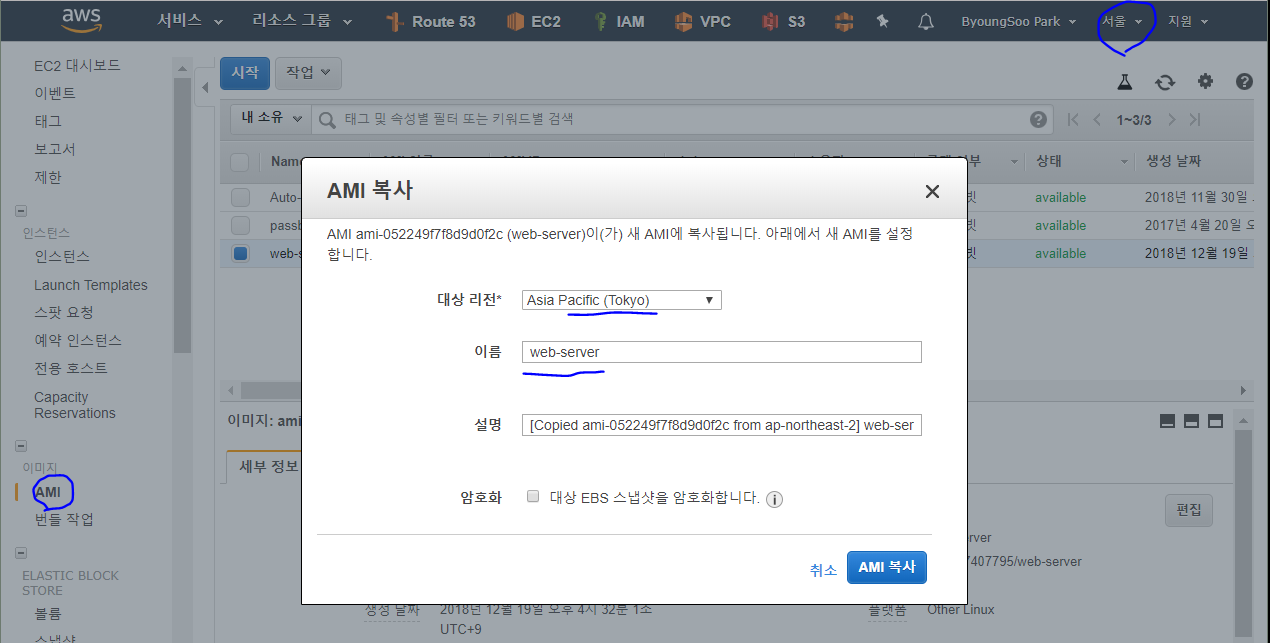 aws 서비스 리소스 그룹 Route 53 EC2 IAM VPC S3 ByoungSoo Park 서울 지원
EC2 대시보드
이벤트
태그
보고서
제한
인스턴스
인스턴스
Launch Templates
스팟 요청
예약 인스턴스
전용 호스트
Capacity
Reservations
이미지
AMI
번들 작업
ELASTIC BLOCK
STORE
볼륨
스냅샷
시작 작업
내 소유 태그 및 속성별 필터 또는 키워드별 검색 1~3/3
Name 상태 생성 날짜
Auto- available 2018년 11월 30일
passb available 2017년 4월 20일 오
web-s available 2018년 12월 19일
AMI 복사
AMI ami-052249f7f8d9d0f2c (web-server)이(가) 새 AMI에 복사됩니다. 아래에서 새 AMI를 설정
합니다.
대상 리전* Asia Pacific (Tokyo)
이름 web-server
설명 [Copied ami-052249f7f8d9d0f2c from ap-northeast-2] web-ser
암호화 대상 EBS 스냅샷을 암호화합니다.
취소 AMI 복사
이미지: ami
세부 정보
편집
rver
7407795/web-server
생성 날짜 2018년 12월 19일 오후 4시 32분 1초 플랫폼 Other Linux
UTC+9